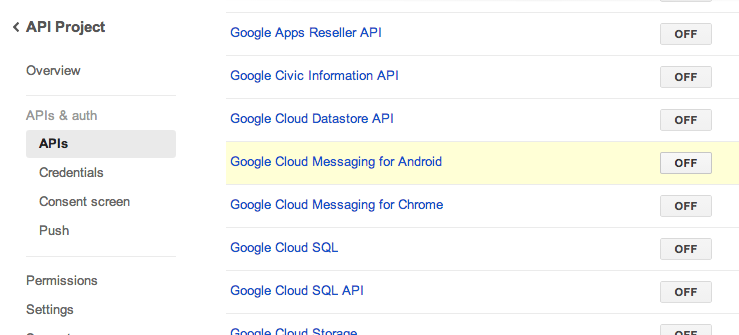 API Project
Overview
APIs & auth
APIs
Credentials
Consent screen
Push
Permissions
Settings
Google Apps Reseller API OFF
Google Civic Information API OFF
Google Cloud Datastore API OFF
Google Cloud Messaging for Android OFF
Google Cloud Messaging for Chrome OFF
Google Cloud SQL OFF
Google Cloud SQL API OFF
Google Cloud Storage OFF